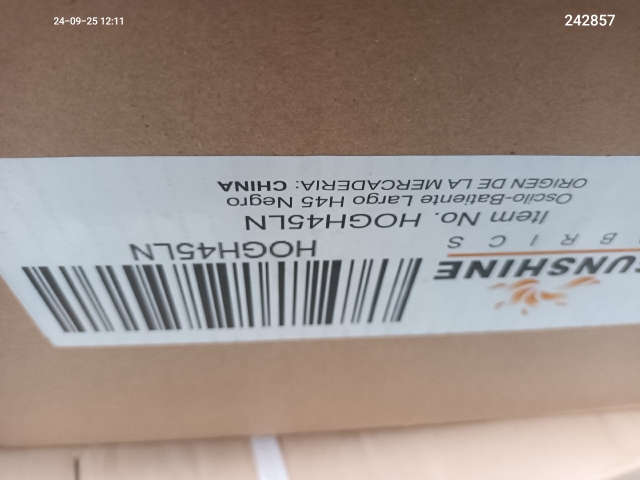 24-09-25 12:11
242857
SUNSHINE
BRICS
HOGH45LN
Item No. HOGH45LN
Oscilo-Batiente Largo H45 Negro
ORIGEN DE LA MERCADERIA: CHINA